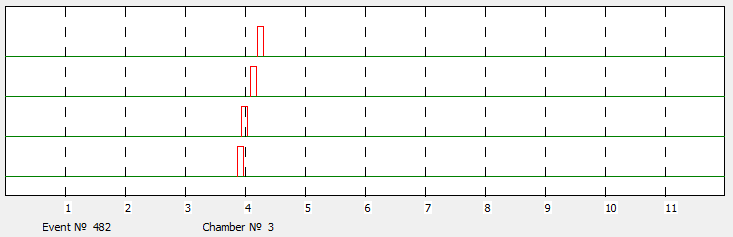 1 2 3 4 5 6 7 8 9 10 11
Event № 482 Chamber № 3